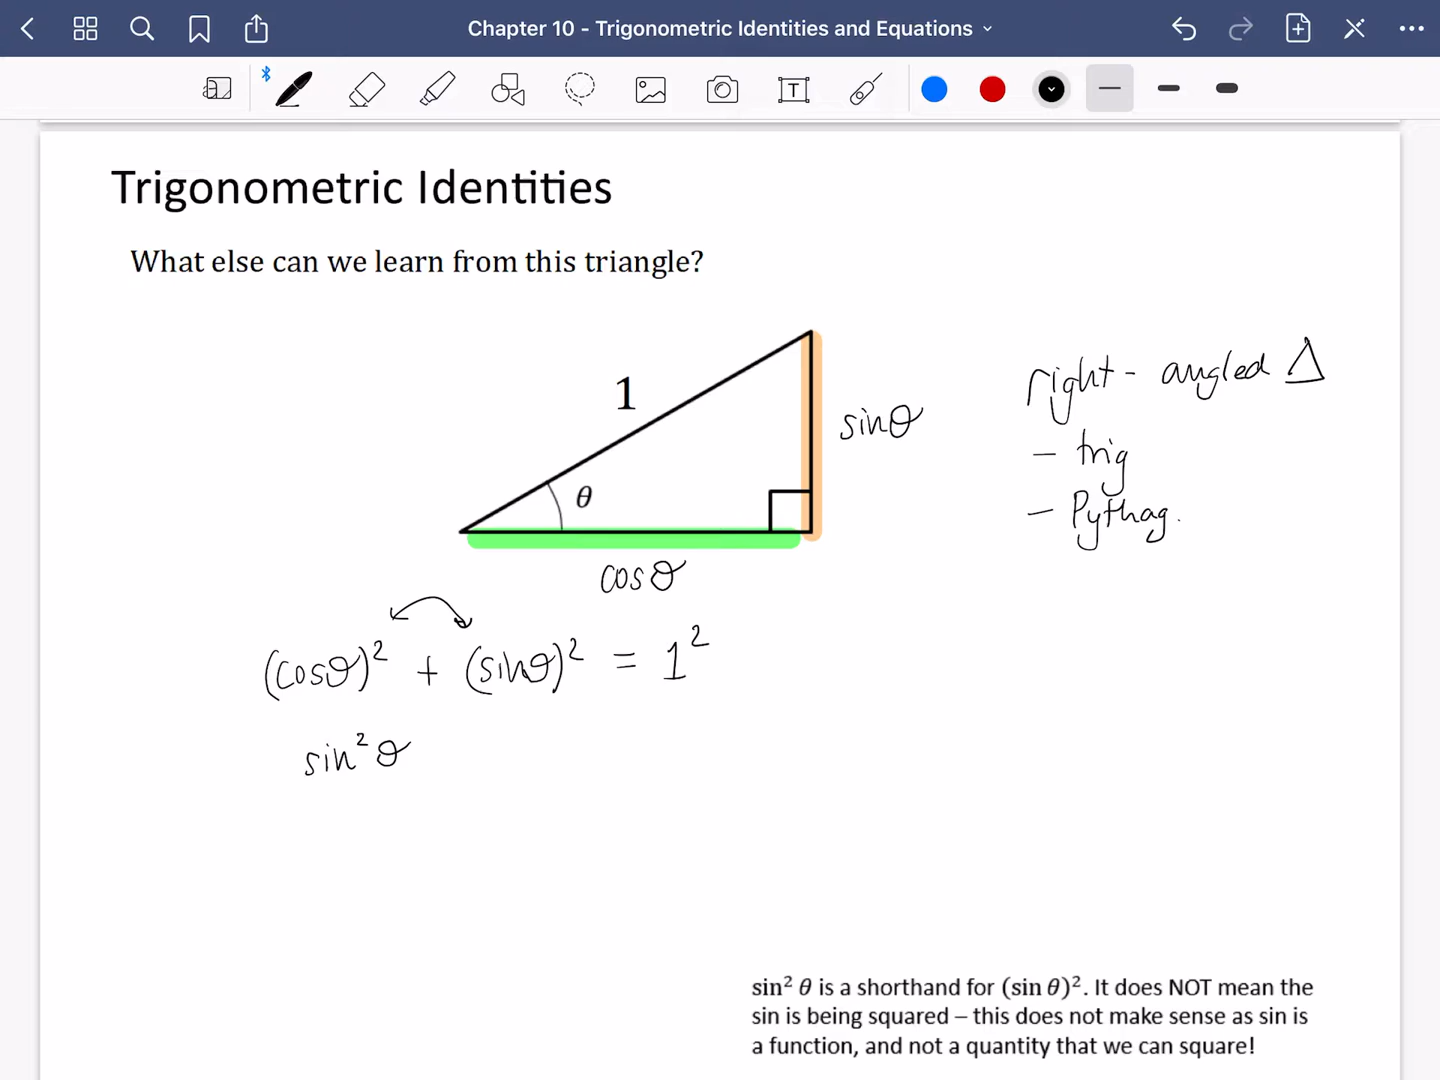 Chapter 10 - Trigonometric Identities and Equations
T
Trigonometric Identities
What else can we learn from this triangle?
1
θ
sinθ
cosθ
right - angled Δ
- trig
- Pythag.
(cosθ)² + (sinθ)² = 1²
sin² θ
sin² θ is a shorthand for (sin θ)². It does NOT mean the
sin is being squared – this does not make sense as sin is
a function, and not a quantity that we can square!